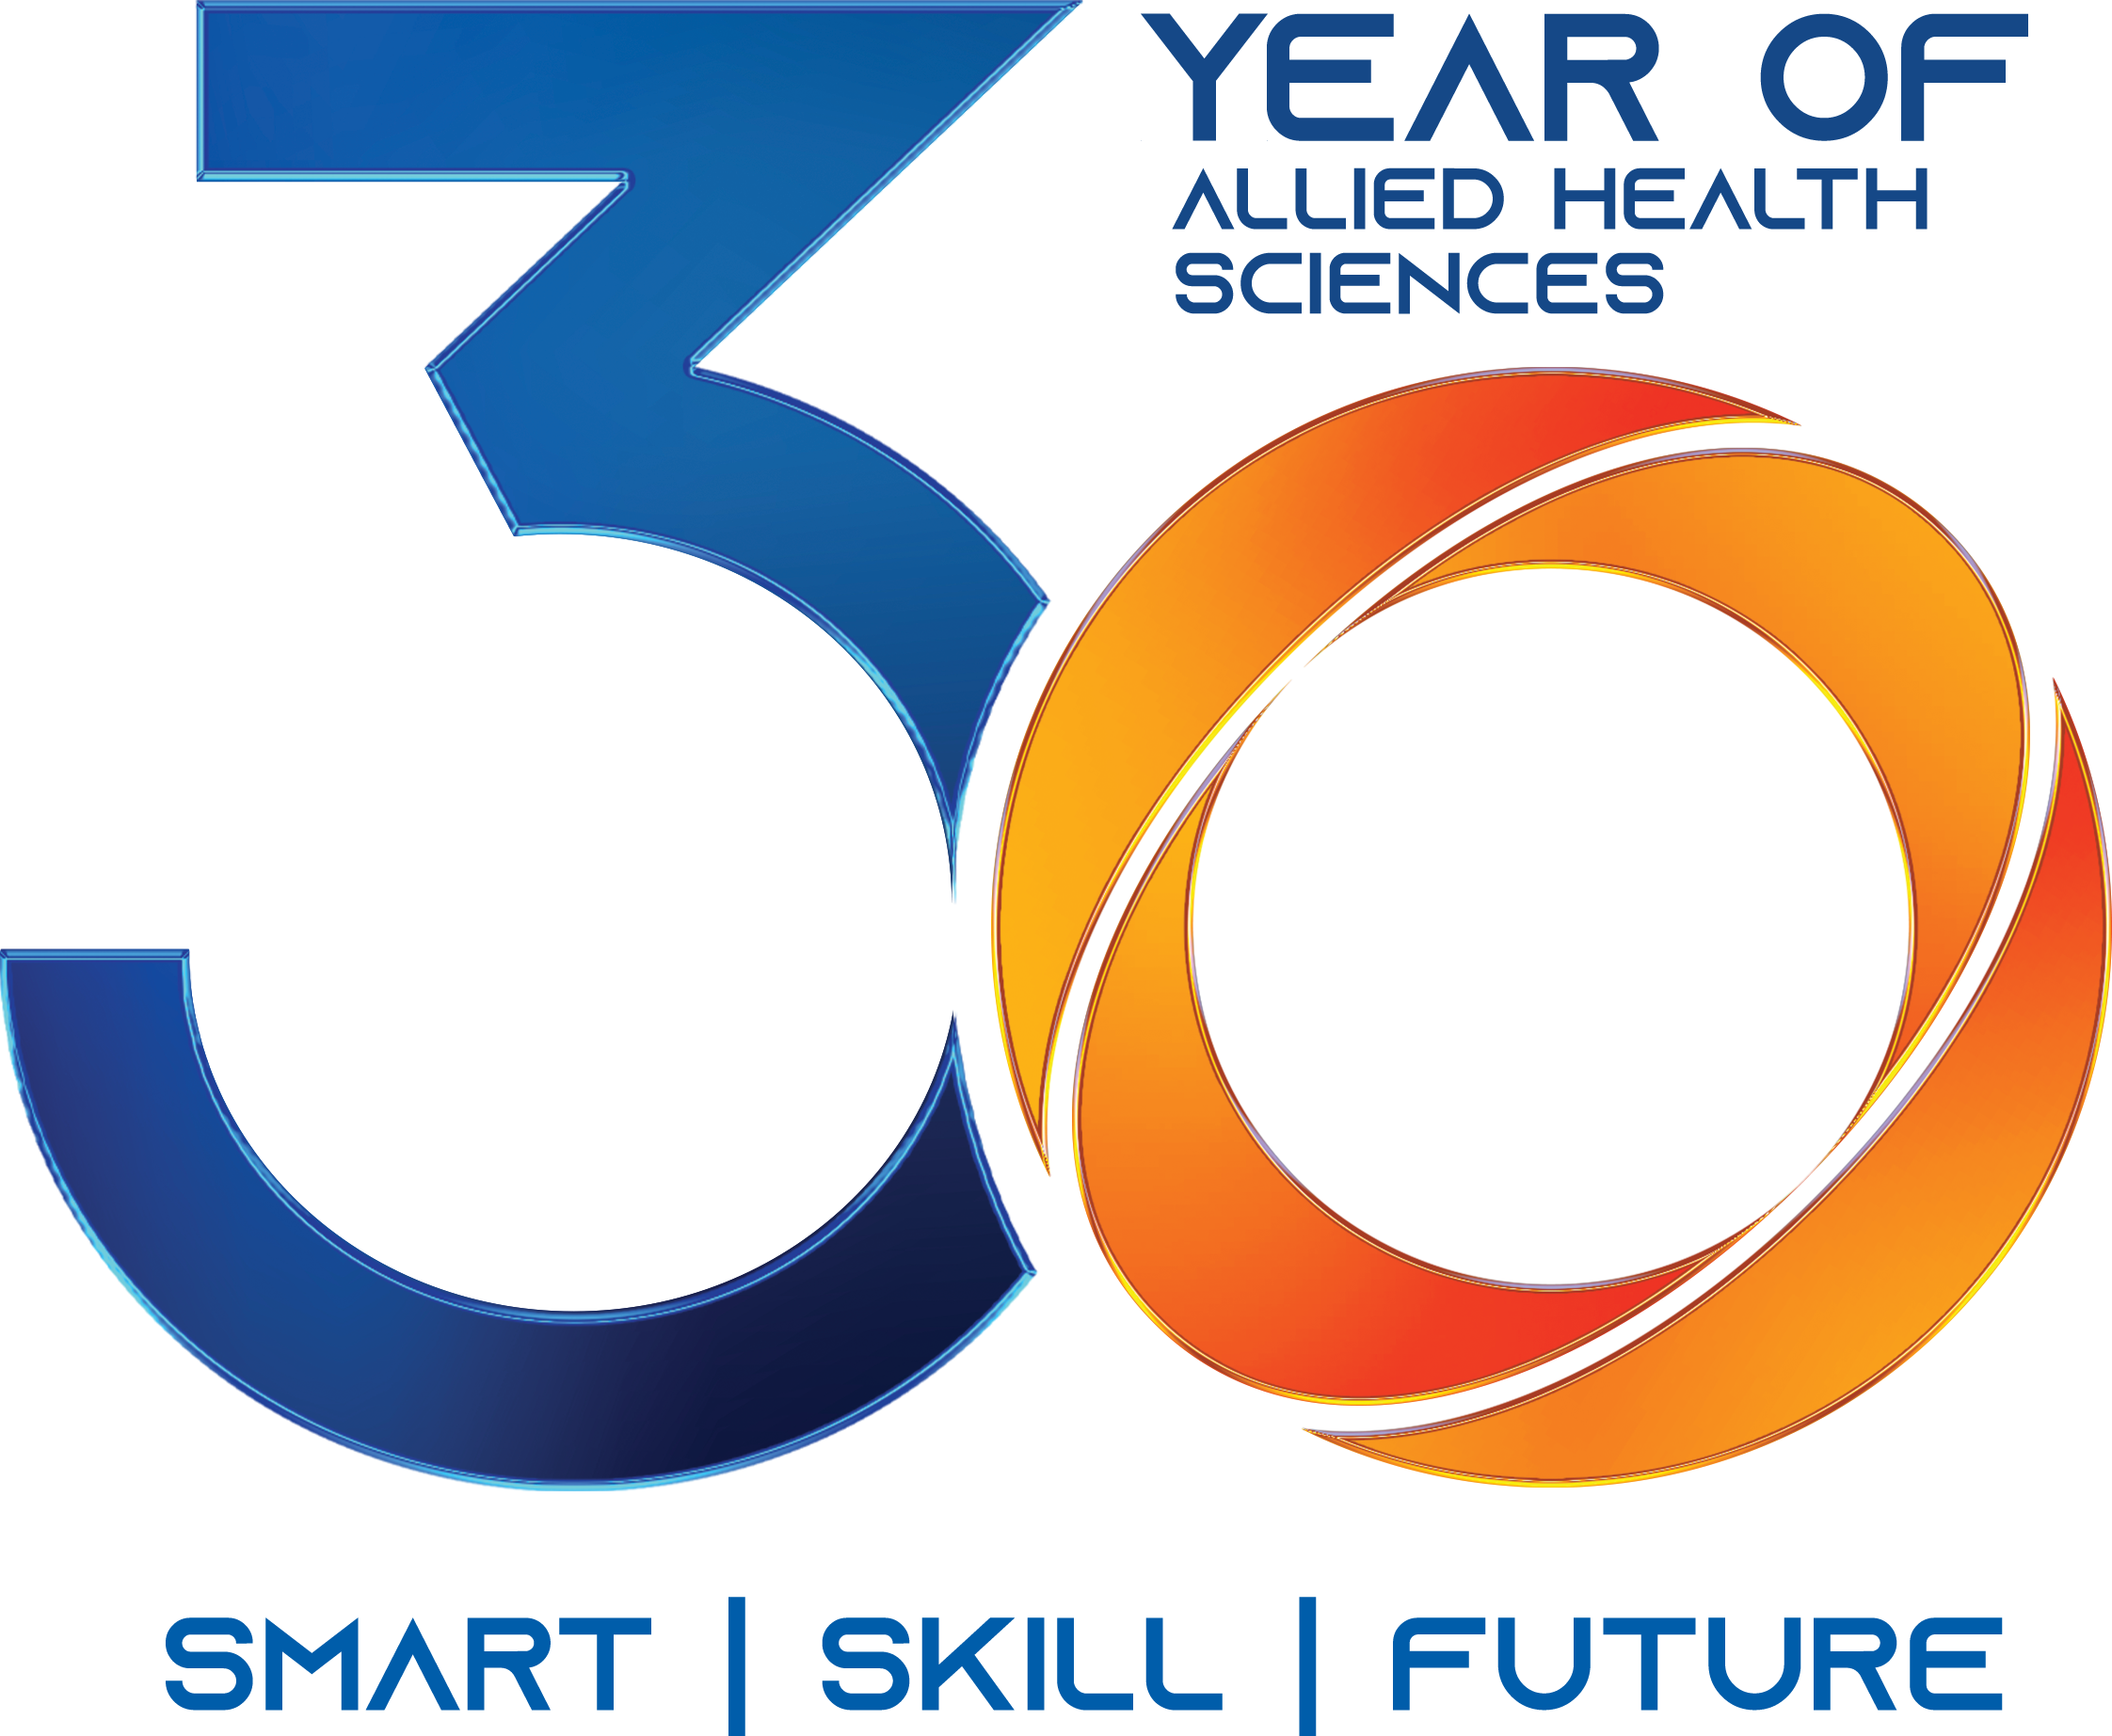 30
YEAR OF
ALLIED HEALTH
SCIENCES
SMART | SKILL | FUTURE